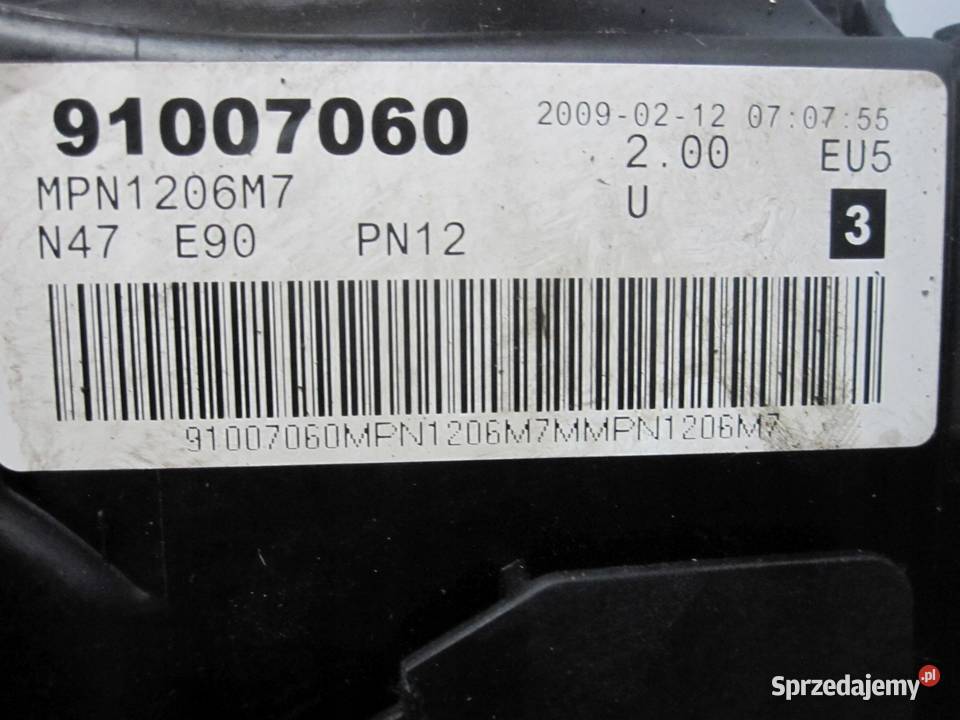 91007060 2009-02-12 07:07:55
2.00 EU5
MPN1206M7 U
N47 E90 PN12 3
91007060MPN1206M7MMPN1206M7
Sprzedajemy.pl